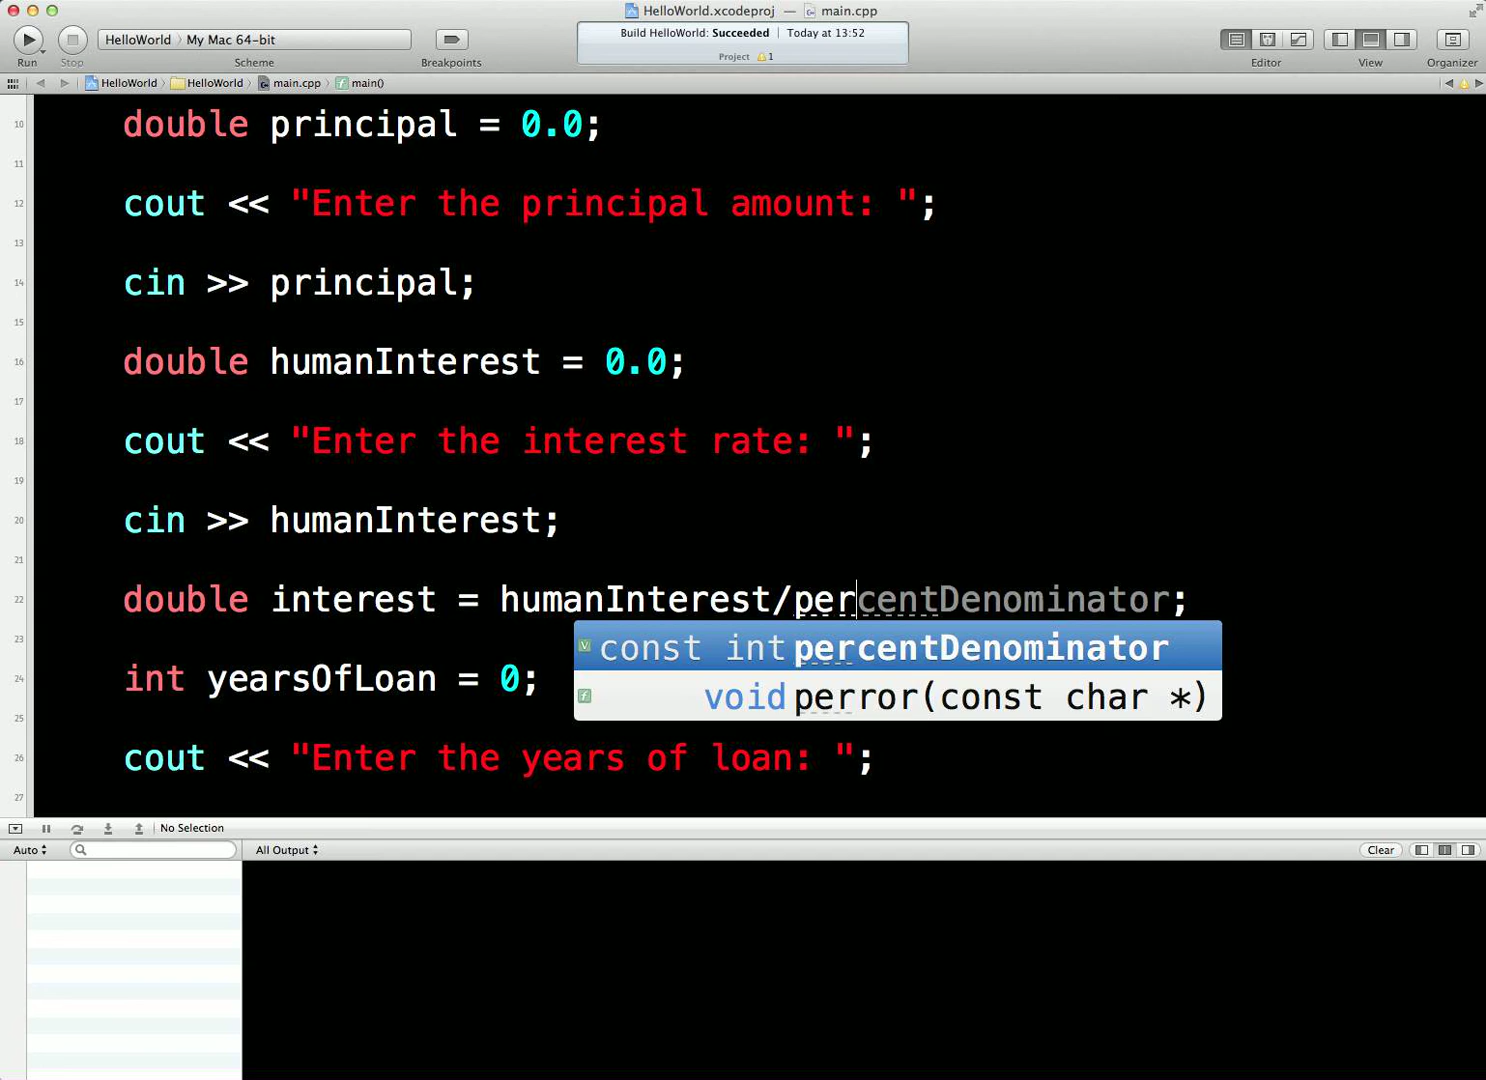 HelloWorld.xcodeproj — main.cpp
HelloWorld 〉 My Mac 64-bit
Build HelloWorld: Succeeded | Today at 13:52
Project 1
Run
Stop
Scheme
Breakpoints
Editor
View
Organizer
HelloWorld 〉 HelloWorld 〉 main.cpp 〉 main()
10 double principal = 0.0;
11
12 cout << "Enter the principal amount: ";
13
14 cin >> principal;
15
16 double humanInterest = 0.0;
17
18 cout << "Enter the interest rate: ";
19
20 cin >> humanInterest;
21
22 double interest = humanInterest/percentDenominator;
23
V const int percentDenominator
24 int yearsOfLoan = 0;
f void perror(const char *)
25
26 cout << "Enter the years of loan: ";
27
No Selection
Auto
All Output
Clear